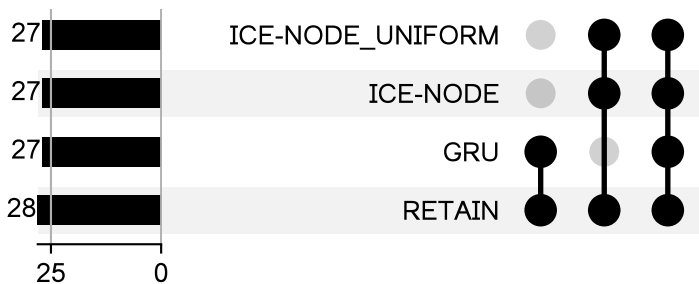 27 ICE-NODE_UNIFORM
27 ICE-NODE
27 GRU
28 RETAIN
25 0